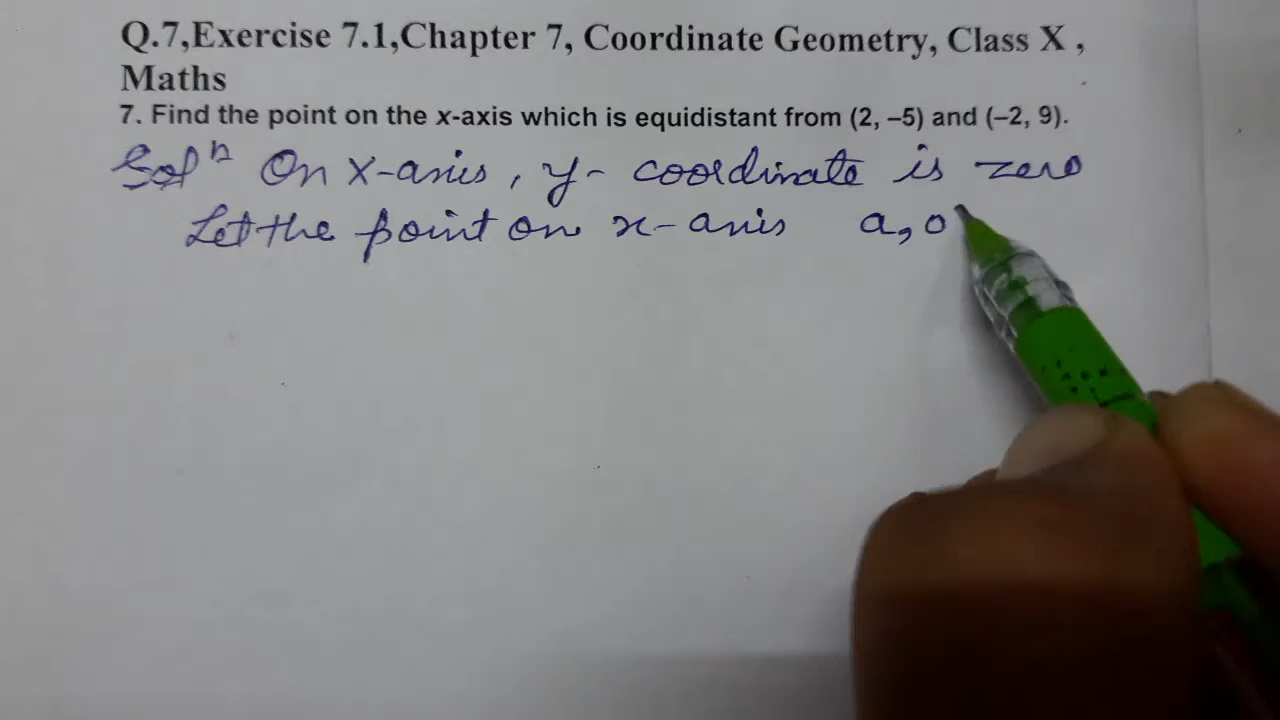 Q.7,Exercise 7.1,Chapter 7, Coordinate Geometry, Class X ,
Maths
7. Find the point on the x-axis which is equidistant from (2, –5) and (–2, 9).
Solⁿ On X-axis, y- coordinate is zero
Let the point on x-axis a, 0